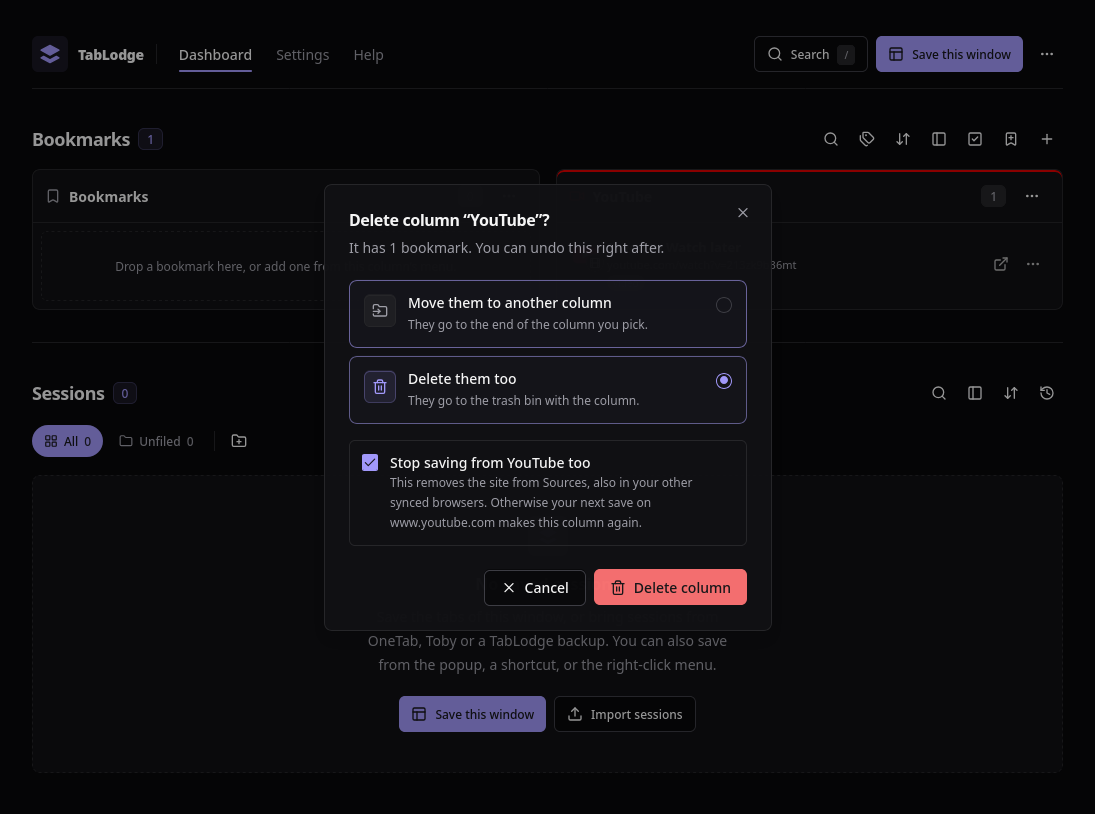 TabLodge
Dashboard
Settings
Help
Search /
Save this window
Bookmarks 1
Bookmarks
1
Drop a bookmark here, or add one fr
36mt
Delete column “YouTube”?
It has 1 bookmark. You can undo this right after.
Move them to another column
They go to the end of the column you pick.
Delete them too
They go to the trash bin with the column.
Stop saving from YouTube too
This removes the site from Sources, also in your other
synced browsers. Otherwise your next save on
www.youtube.com makes this column again.
Cancel
Delete column
Sessions 0
All 0
Unfiled 0
OneTab, Toby or a TabLodge backup. You can also save
from the popup, a shortcut, or the right-click menu.
Save this window
Import sessions